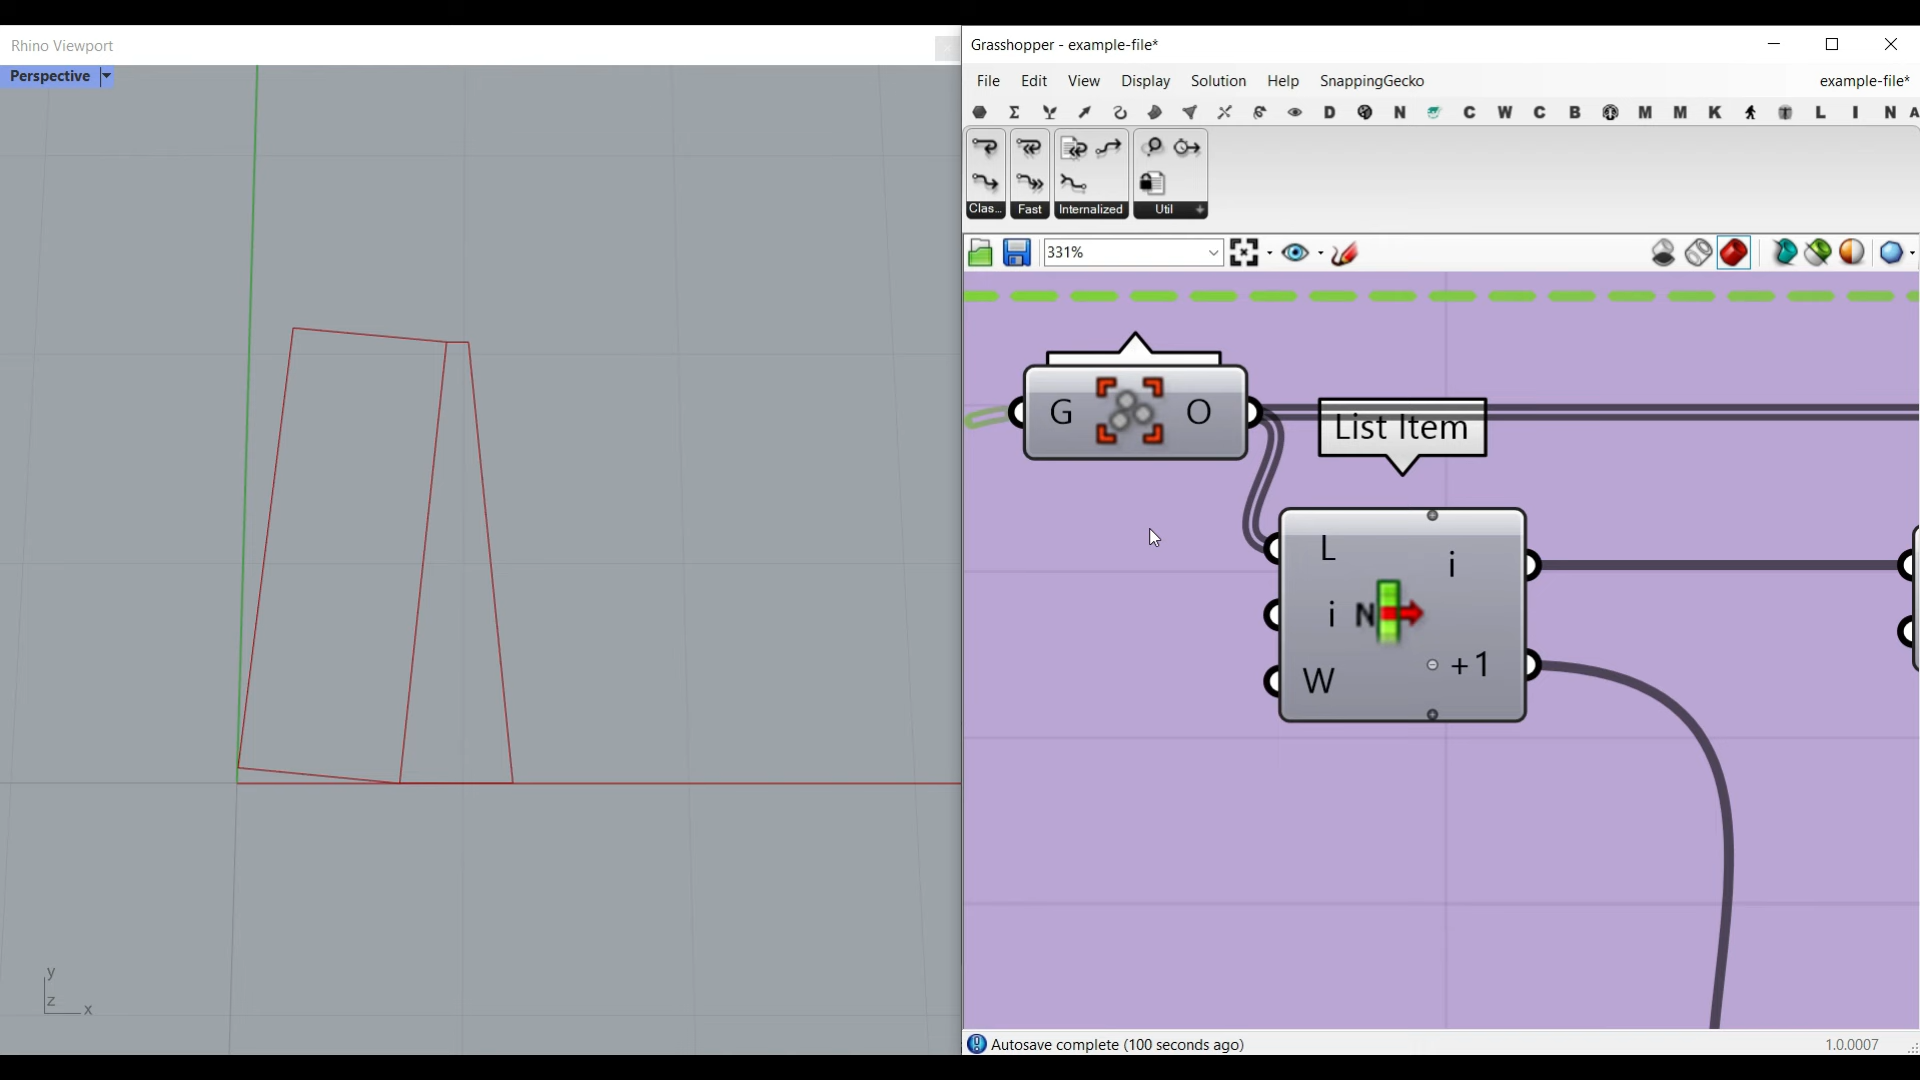 Rhino Viewport
Perspective
y
z x
Grasshopper - example-file*
File Edit View Display Solution Help SnappingGecko example-file*
D N C W C B M M K L I N A
Clas... Fast Internalized Util
331%
G O
List Item
L i
i N
W +1
Autosave complete (100 seconds ago) 1.0.0007